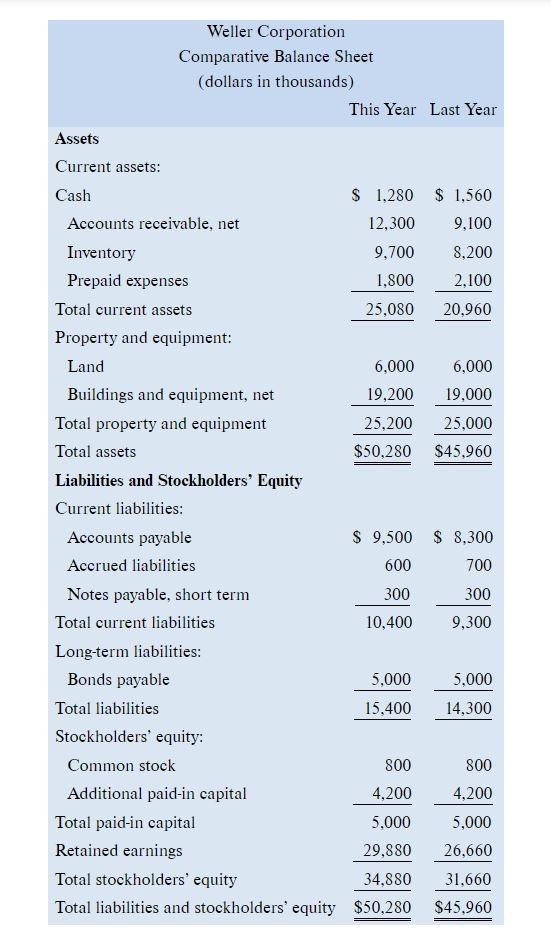 Weller Corporation
Comparative Balance Sheet
(dollars in thousands)
This Year Last Year
Assets
Current assets:
Cash $ 1,280 $ 1,560
Accounts receivable, net 12,300 9,100
Inventory 9,700 8,200
Prepaid expenses 1,800 2,100
Total current assets 25,080 20,960
Property and equipment:
Land 6,000 6,000
Buildings and equipment, net 19,200 19,000
Total property and equipment 25,200 25,000
Total assets $50,280 $45,960
Liabilities and Stockholders’ Equity
Current liabilities:
Accounts payable $ 9,500 $ 8,300
Accrued liabilities 600 700
Notes payable, short term 300 300
Total current liabilities 10,400 9,300
Long-term liabilities:
Bonds payable 5,000 5,000
Total liabilities 15,400 14,300
Stockholders’ equity:
Common stock 800 800
Additional paid-in capital 4,200 4,200
Total paid-in capital 5,000 5,000
Retained earnings 29,880 26,660
Total stockholders’ equity 34,880 31,660
Total liabilities and stockholders’ equity $50,280 $45,960